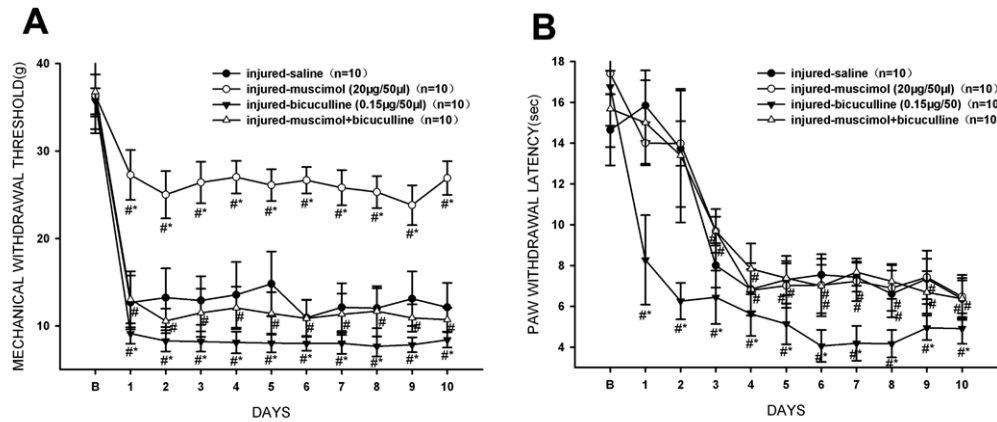 A
MECHANICAL WITHDRAWAL THRESHOLD(g)
40
30
20
10
injured-saline (n=10)
injured-muscimol (20μg/50μl) (n=10)
injured-bicuculline (0.15μg/50μl) (n=10)
injured-muscimol+bicuculline (n=10)
#* #* #* #* #* #* #* #* #* #*
# # # # # # # # # #
#* #* #* #* #* #* #* #* #* #*
B 1 2 3 4 5 6 7 8 9 10
DAYS
B
PAW WITHDRAWAL LATENCY(sec)
18
16
14
12
10
8
6
4
injured-saline (n=10)
injured-muscimol (20μg/50μl) (n=10)
injured-bicuculline (0.15μg/50) (n=10)
injured-muscimol+bicuculline (n=10)
# # # # # # # #
# # # # # # # #
#* #* #* #* #* #* #* #* #* #*
B 1 2 3 4 5 6 7 8 9 10
DAYS